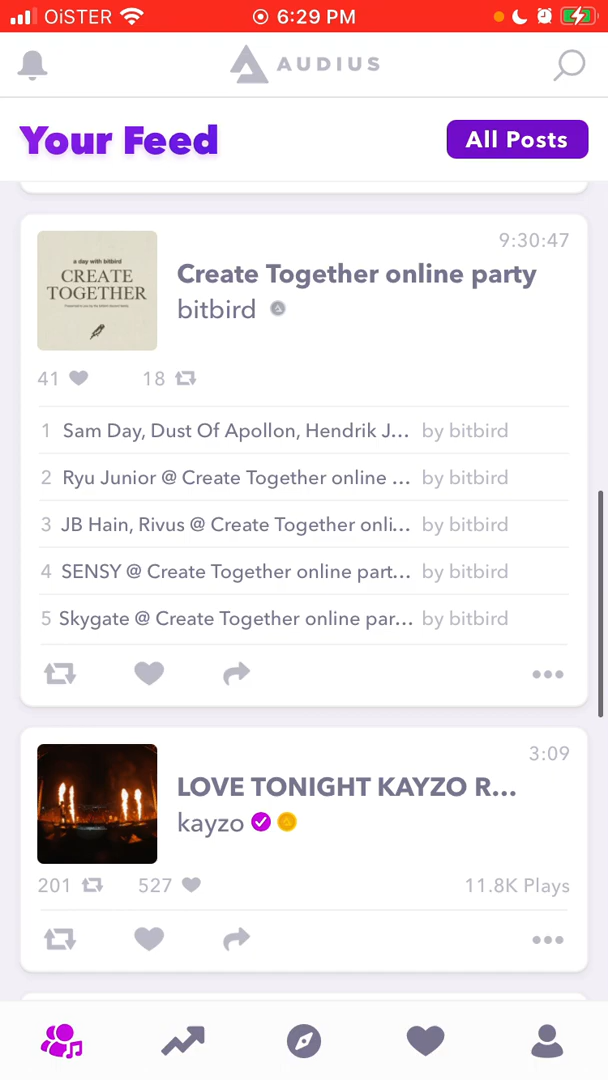 OiSTER 6:29 PM
AUDIUS
Your Feed
All Posts
9:30:47
a day with bitbird
CREATE
TOGETHER
Create Together online party
bitbird
41 18
1 Sam Day, Dust Of Apollon, Hendrik J... by bitbird
2 Ryu Junior @ Create Together online ... by bitbird
3 JB Hain, Rivus @ Create Together onli... by bitbird
4 SENSY @ Create Together online part... by bitbird
5 Skygate @ Create Together online par... by bitbird
3:09
LOVE TONIGHT KAYZO R...
kayzo
201 527 11.8K Plays